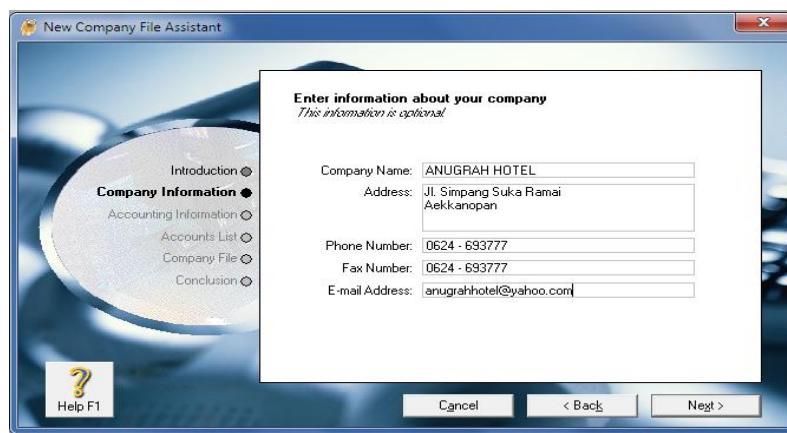 New Company File Assistant
Enter information about your company
This information is optional.
Introduction
Company Information
Accounting Information
Accounts List
Company File
Conclusion
Company Name: ANUGRAH HOTEL
Address: Jl. Simpang Suka Ramai
Aekkanopan
Phone Number: 0624 - 693777
Fax Number: 0624 - 693777
E-mail Address: anugrahhotel@yahoo.com
Help F1
Cancel
< Back
Next >